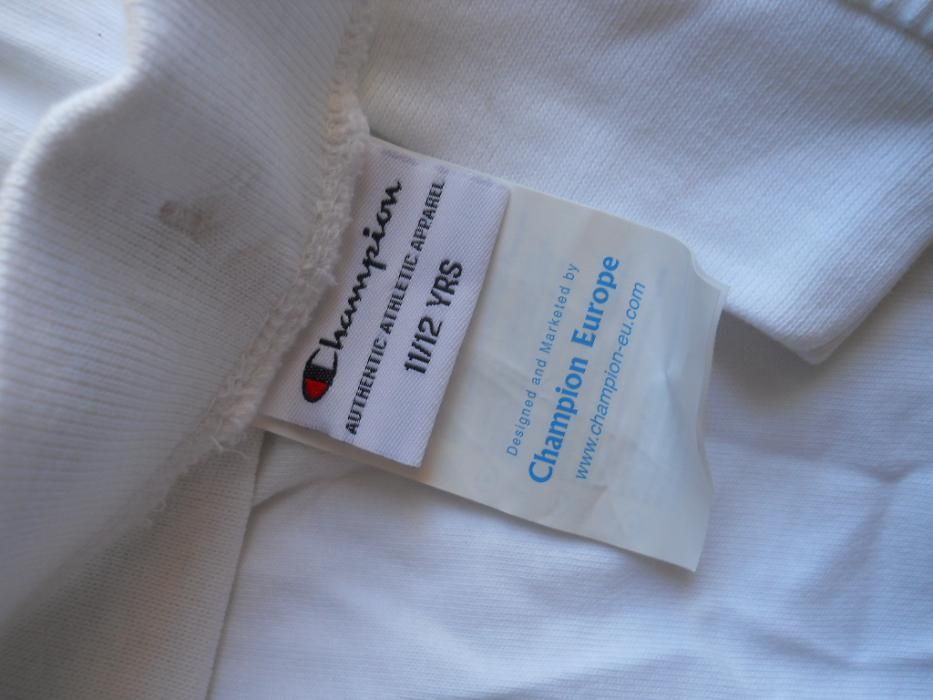 Champion
AUTHENTIC ATHLETIC APPAREL
11/12 YRS
Designed and Marketed by
Champion Europe
www.champion-eu.com